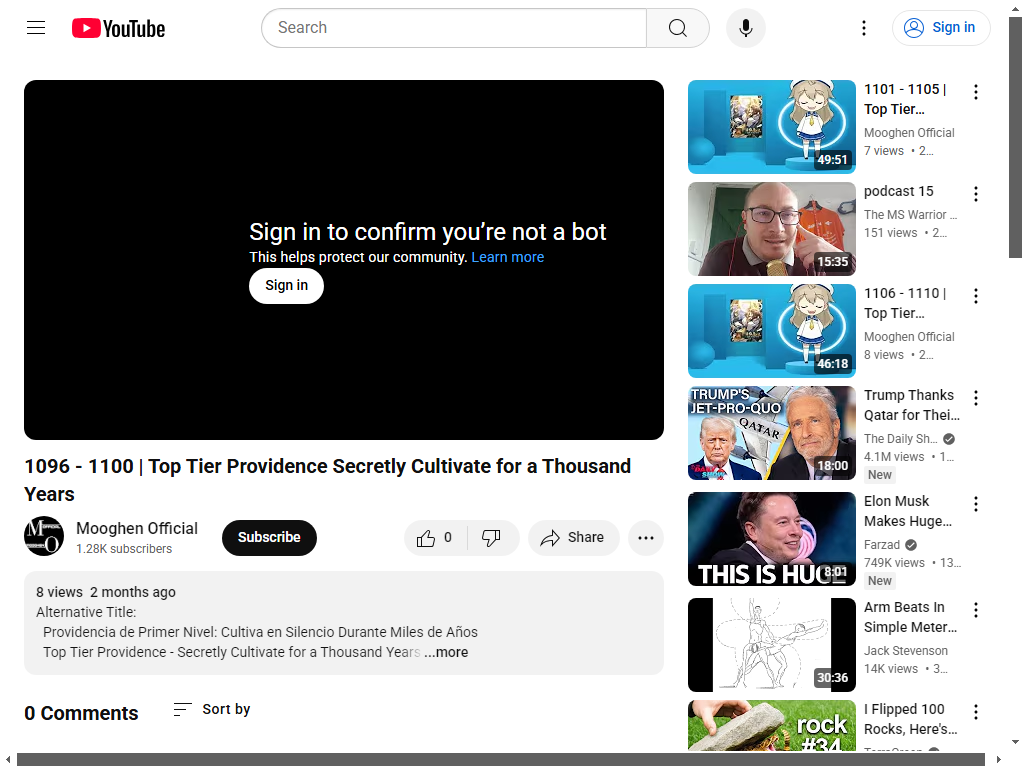 YouTube
Search
Sign in
Sign in to confirm you’re not a bot
This helps protect our community. Learn more
Sign in
1096 - 1100 | Top Tier Providence Secretly Cultivate for a Thousand
Years
Mooghen Official
1.28K subscribers
Subscribe
0
Share
8 views 2 months ago
Alternative Title:
Providencia de Primer Nivel: Cultiva en Silencio Durante Miles de Años
Top Tier Providence - Secretly Cultivate for a Thousand Years ...more
0 Comments
Sort by
49:51
1101 - 1105 |
Top Tier…
Mooghen Official
7 views • 2…
15:35
podcast 15
The MS Warrior …
151 views • 2…
46:18
1106 - 1110 |
Top Tier…
Mooghen Official
8 views • 2…
TRUMP'S
JET-PRO-QUO
QATAR
18:00
Trump Thanks
Qatar for Thei…
The Daily Sh…
4.1M views • 1…
New
THIS IS HUGE
8:01
Elon Musk
Makes Huge…
Farzad
749K views • 13…
New
30:36
Arm Beats In
Simple Meter…
Jack Stevenson
14K views • 3…
rock
#34
I Flipped 100
Rocks, Here's…